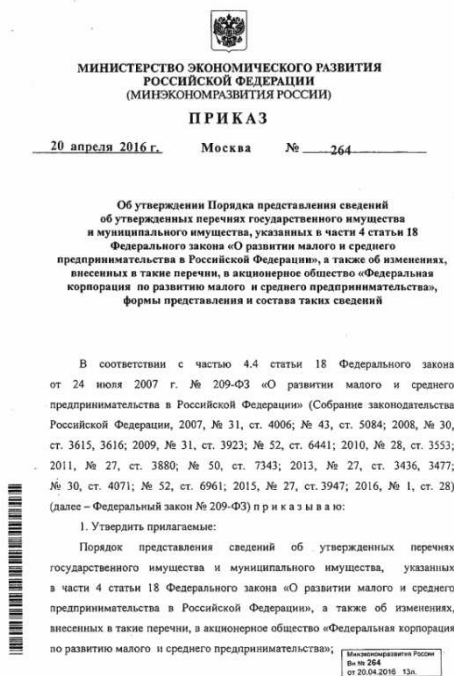 МИНИСТЕРСТВО ЭКОНОМИЧЕСКОГО РАЗВИТИЯ
РОССИЙСКОЙ ФЕДЕРАЦИИ
(МИНЭКОНОМРАЗВИТИЯ РОССИИ)
ПРИКАЗ
20 апреля 2016 г. Москва № 264
Об утверждении Порядка представления сведений
об утвержденных перечнях государственного имущества
и муниципального имущества, указанных в части 4 статьи 18
Федерального закона «О развитии малого и среднего
предпринимательства в Российской Федерации», а также об изменениях,
внесенных в такие перечни, в акционерное общество «Федеральная
корпорация по развитию малого и среднего предпринимательства»,
формы представления и состава таких сведений
В соответствии с частью 4.4 статьи 18 Федерального закона
от 24 июля 2007 г. № 209-ФЗ «О развитии малого и среднего
предпринимательства в Российской Федерации» (Собрание законодательства
Российской Федерации, 2007, № 31, ст. 4006; № 43, ст. 5084; 2008, № 30,
ст. 3615, 3616; 2009, № 31, ст. 3923; № 52, ст. 6441; 2010, № 28, ст. 3553;
2011, № 27, ст. 3880; № 50, ст. 7343; 2013, № 27, ст. 3436, 3477;
№ 30, ст. 4071; № 52, ст. 6961; 2015, № 27, ст. 3947; 2016, № 1, ст. 28)
(далее – Федеральный закон № 209-ФЗ) п р и к а з ы в а ю:
1. Утвердить прилагаемые:
Порядок представления сведений об утвержденных перечнях
государственного имущества и муниципального имущества, указанных
в части 4 статьи 18 Федерального закона «О развитии малого и среднего
предпринимательства в Российской Федерации», а также об изменениях,
внесенных в такие перечни, в акционерное общество «Федеральная корпорация
по развитию малого и среднего предпринимательства»;
Минэкономразвития России
Вн № 264
от 20.04.2016 13л.